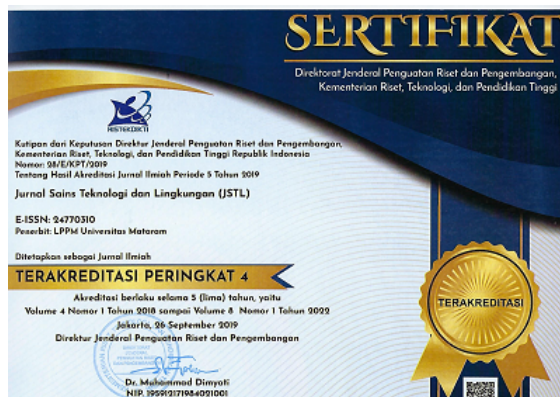 SERTIFIKAT
Direktorat Jenderal Penguatan Riset dan Pengembangan,
Kementerian Riset, Teknologi, dan Pendidikan Tinggi
RISTEKDIKTI
Kutipan dari Keputusan Direktur Jenderal Penguatan Riset dan Pengembangan,
Kementerian Riset, Teknologi, dan Pendidikan Tinggi Republik Indonesia
Nomor: 28/E/KPT/2019
Tentang Hasil Akreditasi Jurnal Ilmiah Periode 5 Tahun 2019
Jurnal Sains Teknologi dan Lingkungan (JSTL)
E-ISSN: 24770310
Penerbit: LPPM Universitas Mataram
Ditetapkan sebagai Jurnal Ilmiah
TERAKREDITASI PERINGKAT 4
Akreditasi berlaku selama 5 (lima) tahun, yaitu
Volume 4 Nomor 1 Tahun 2018 sampai Volume 8 Nomor 1 Tahun 2022
Jakarta, 26 September 2019
Direktur Jenderal Penguatan Riset dan Pengembangan
Dr. Muhammad Dimyati
NIP. 195912171984021001
TERAKREDITASI